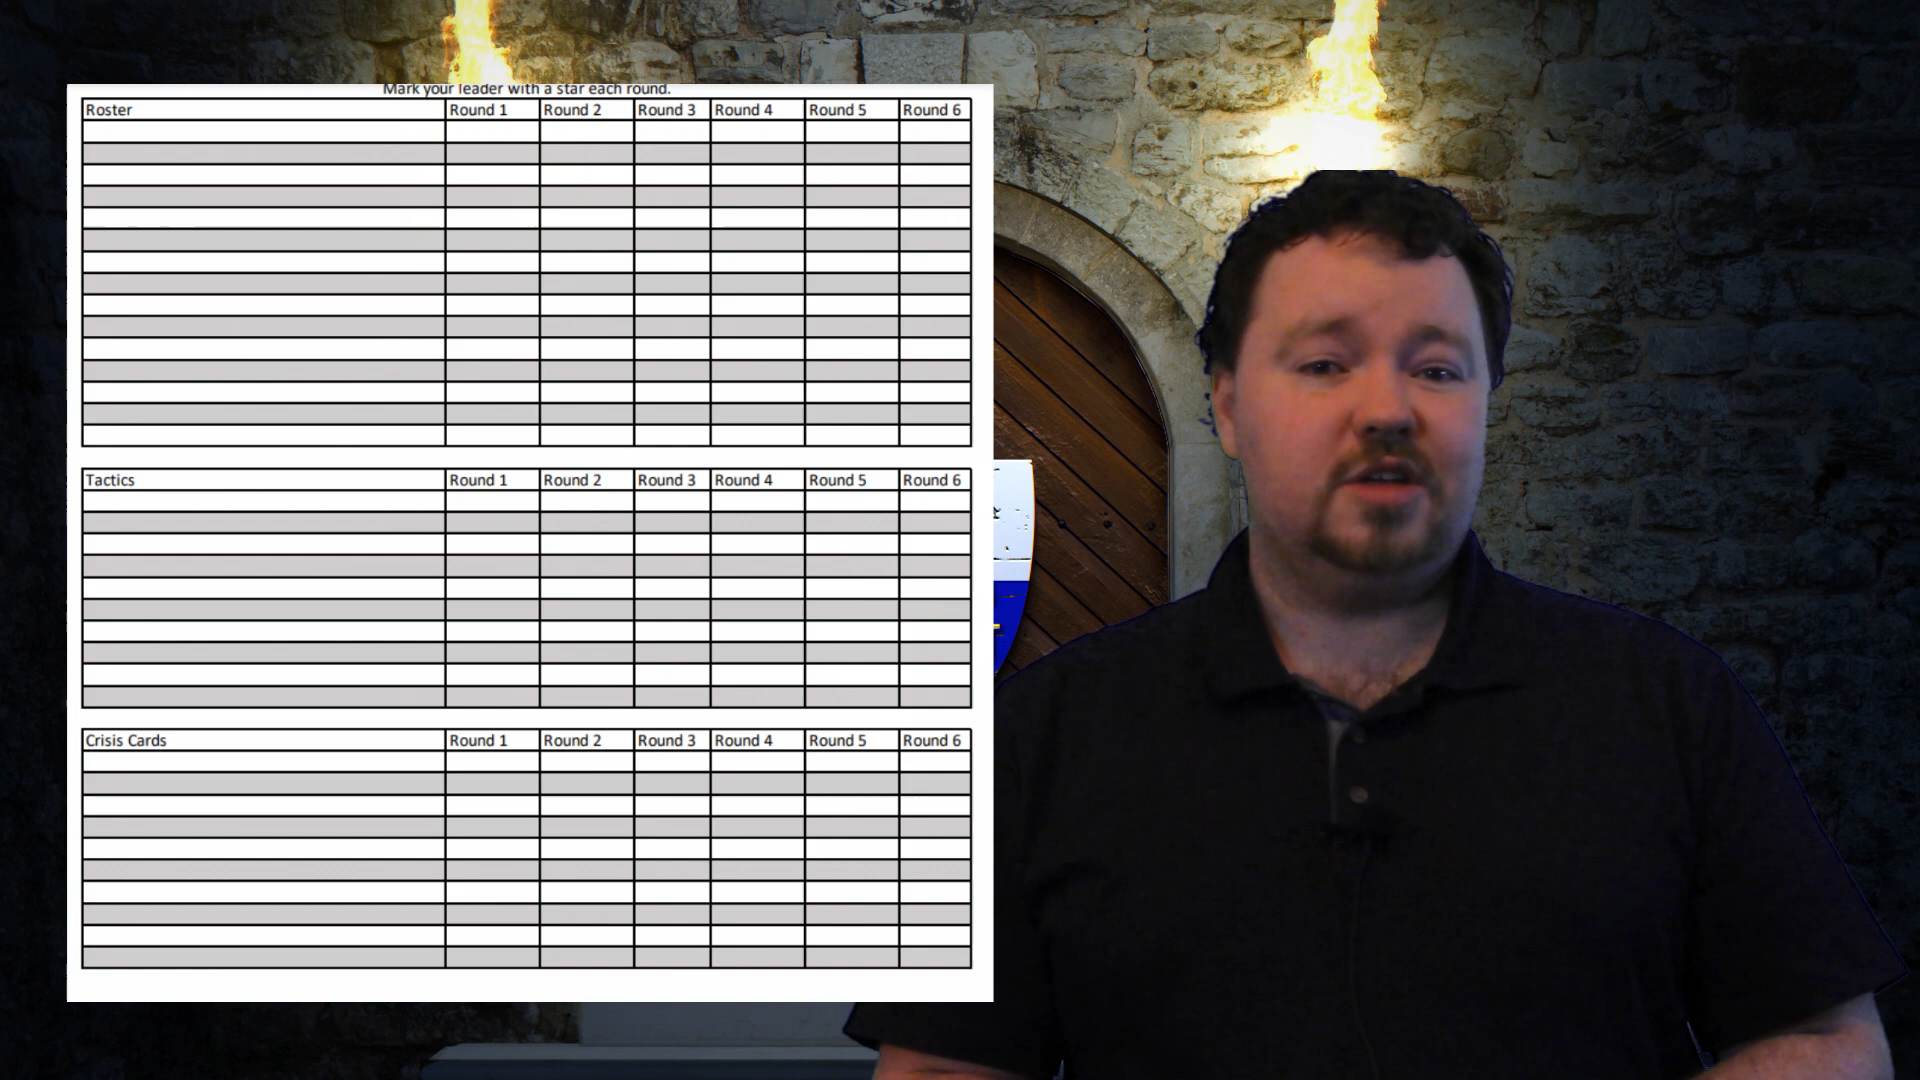 Mark your leader with a star each round.
Roster Round 1 Round 2 Round 3 Round 4 Round 5 Round 6
Tactics Round 1 Round 2 Round 3 Round 4 Round 5 Round 6
Crisis Cards Round 1 Round 2 Round 3 Round 4 Round 5 Round 6